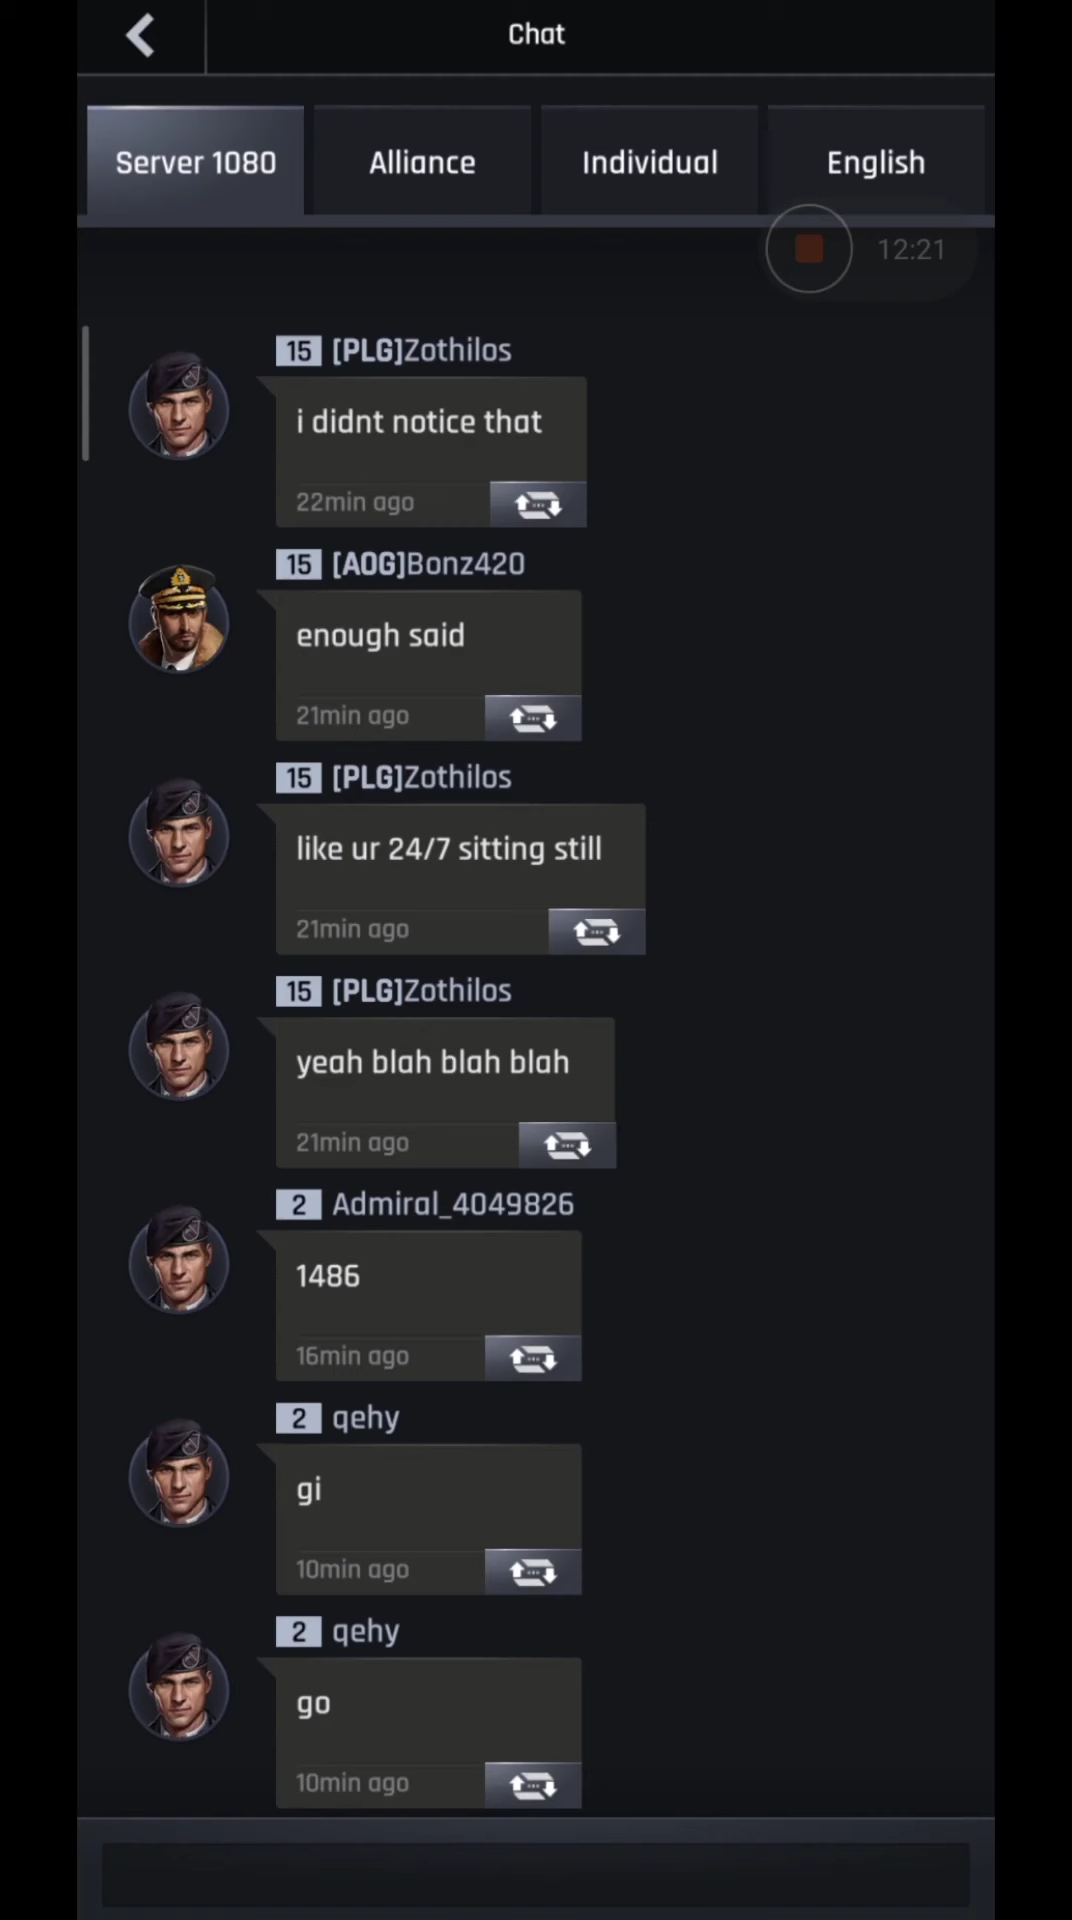 Chat
Server 1080 Alliance Individual English
12:21
15 [PLG]Zothilos
i didnt notice that
22min ago
15 [AOG]Bonz420
enough said
21min ago
15 [PLG]Zothilos
like ur 24/7 sitting still
21min ago
15 [PLG]Zothilos
yeah blah blah blah
21min ago
2 Admiral_4049826
1486
16min ago
2 qehy
gi
10min ago
2 qehy
go
10min ago